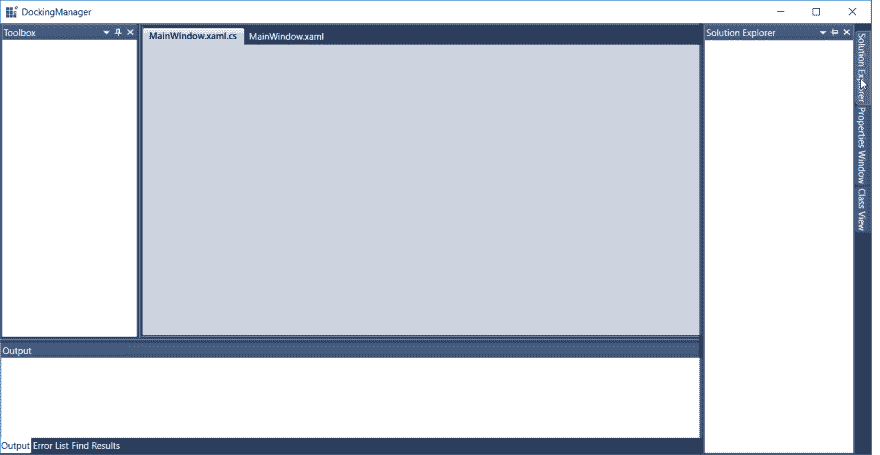 DockingManager
Toolbox
MainWindow.xaml.cs MainWindow.xaml
Solution Explorer
Solution Explorer
Properties Window
Class View
Output
Output Error List Find Results